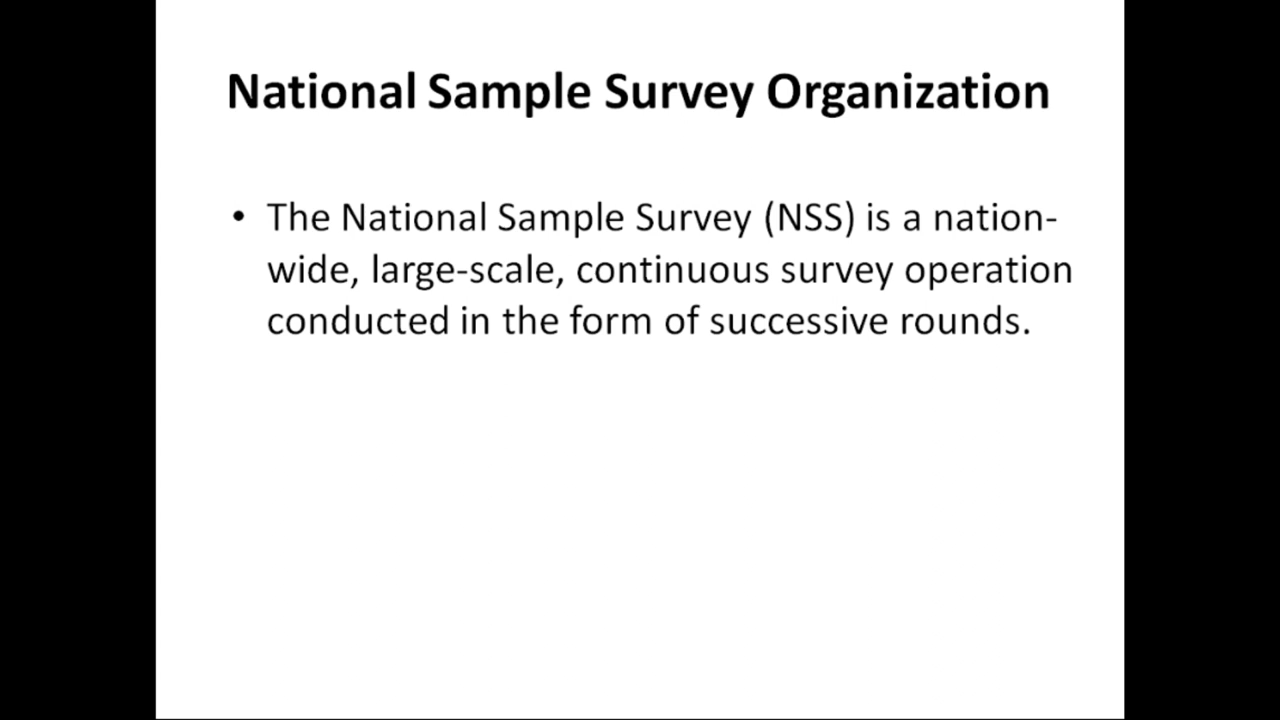 National Sample Survey Organization
• The National Sample Survey (NSS) is a nation-
wide, large-scale, continuous survey operation
conducted in the form of successive rounds.